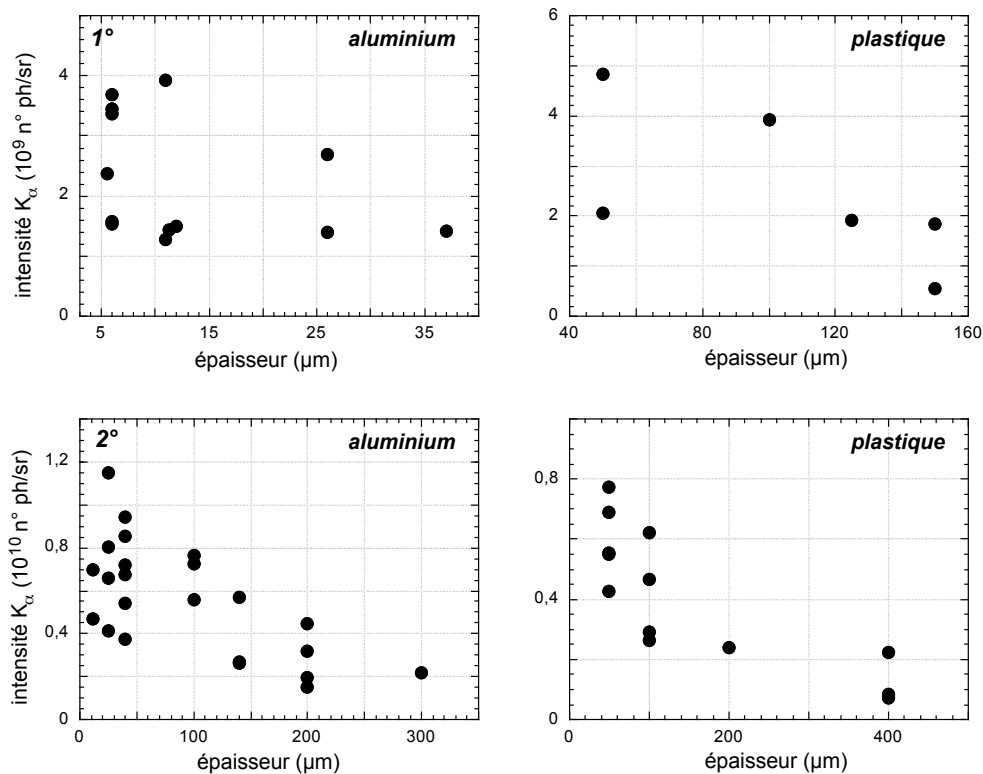 1° aluminium
4
2
0
5 15 25 35
épaisseur (µm)
intensité Kα (10⁹ n° ph/sr)
plastique
6
4
2
0
40 80 120 160
épaisseur (µm)
2° aluminium
1,2
0,8
0,4
0
0 100 200 300
épaisseur (µm)
intensité Kα (10¹⁰ n° ph/sr)
plastique
0,8
0,4
0
0 200 400
épaisseur (µm)